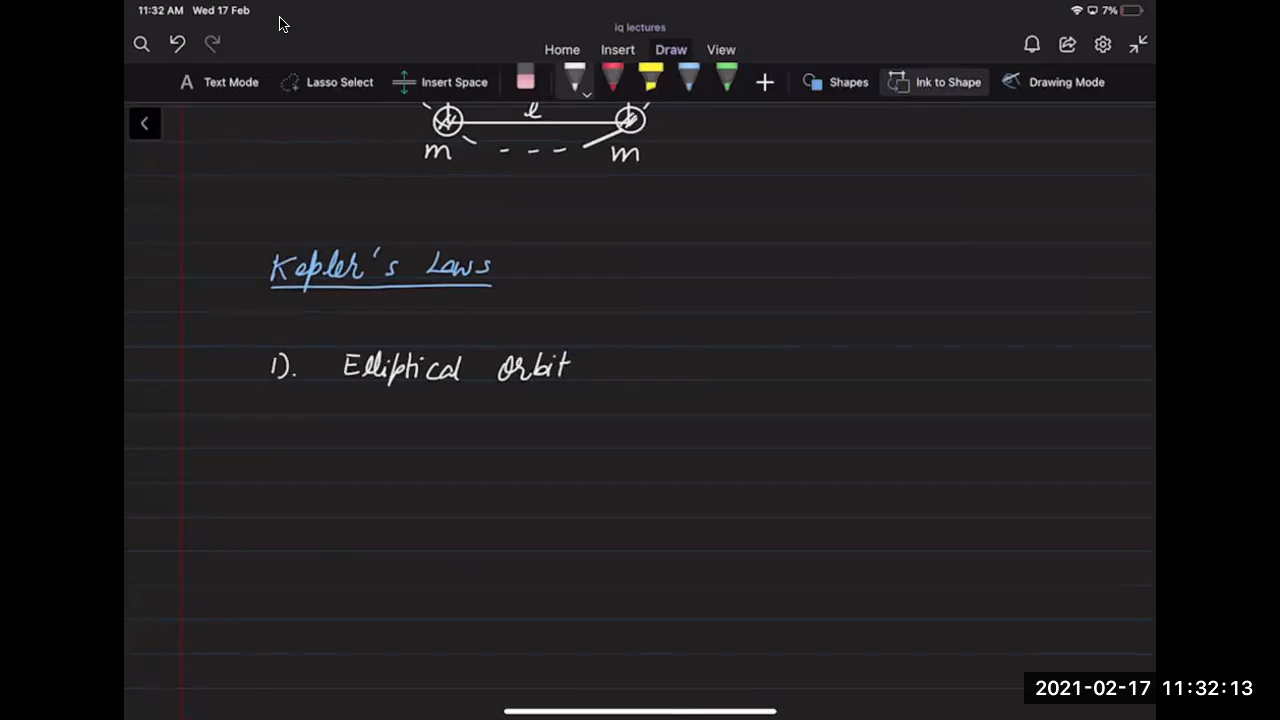 11:32 AM Wed 17 Feb
7%
iq lectures
Home Insert Draw View
A Text Mode Lasso Select Insert Space Shapes Ink to Shape Drawing Mode
l
m m
Kepler's Laws
1). Elliptical Orbit
2021-02-17 11:32:13